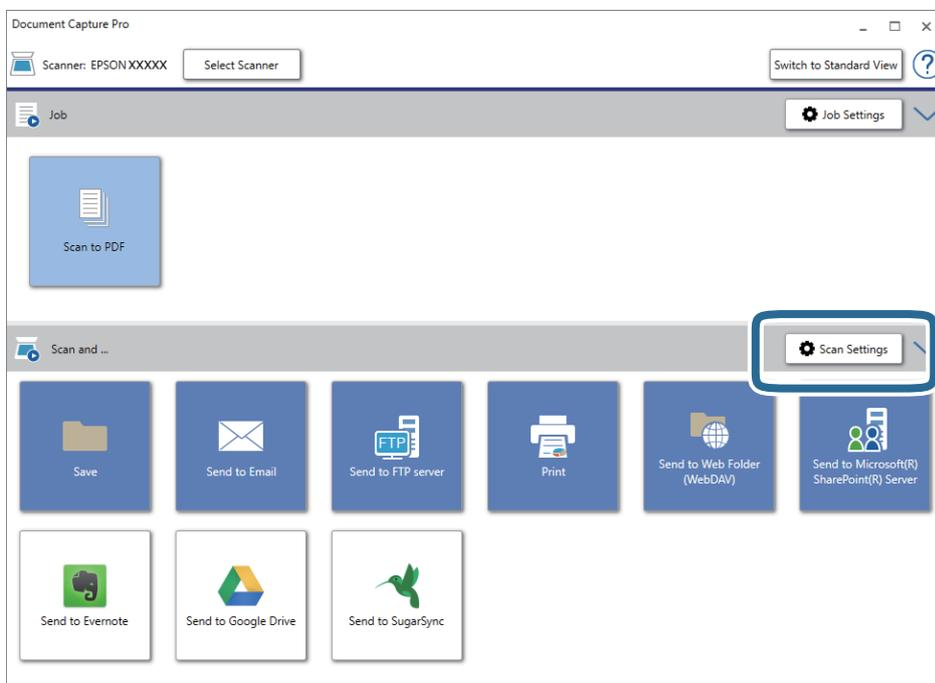 Document Capture Pro
Scanner: EPSON XXXXX
Select Scanner
Switch to Standard View
?
Job
Job Settings
Scan to PDF
Scan and ...
Scan Settings
Save
Send to Email
FTP
Send to FTP server
Print
Send to Web Folder
(WebDAV)
Send to Microsoft(R)
SharePoint(R) Server
Send to Evernote
Send to Google Drive
Send to SugarSync